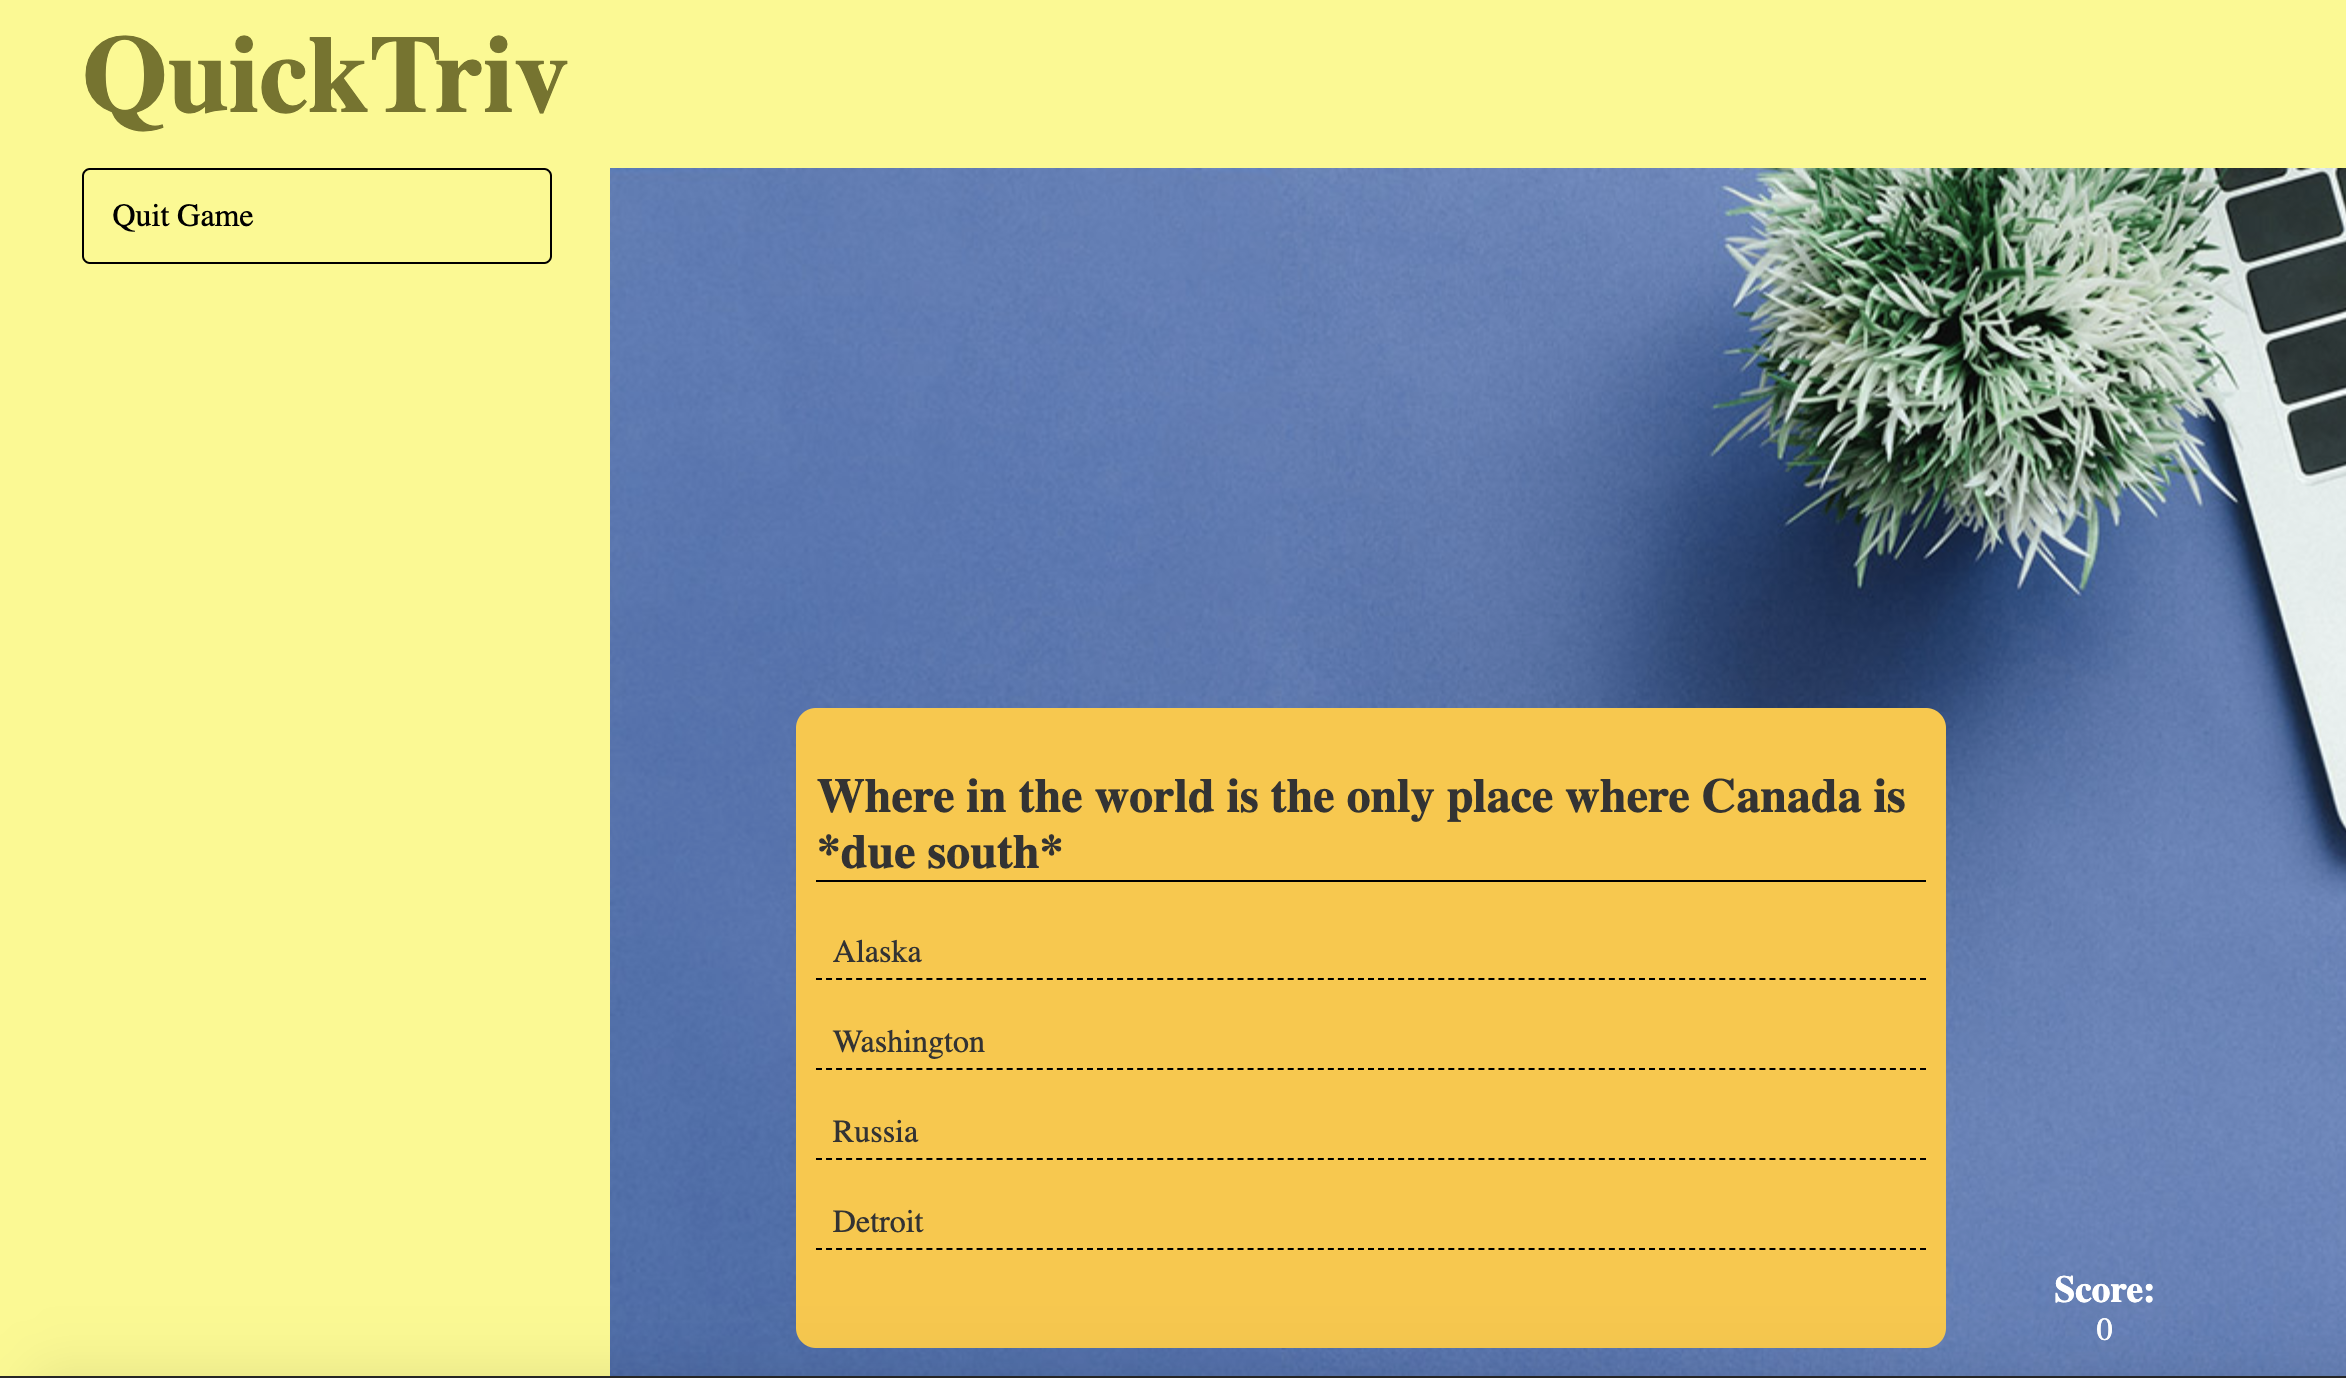 QuickTriv
Quit Game
Where in the world is the only place where Canada is
*due south*
Alaska
Washington
Russia
Detroit
Score:
0